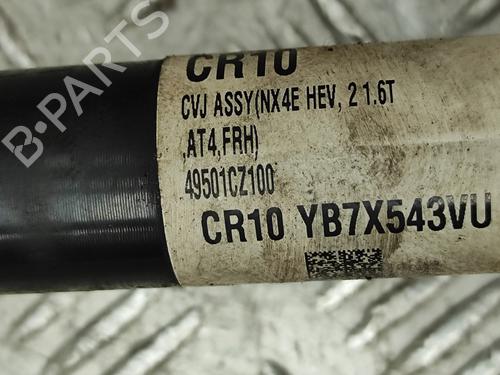 B-PARTS
CR10
CVJ ASSY(NX4E HEV, 2 1.6T
,AT4,FRH)
49501CZ100
CR10 YB7X543VU